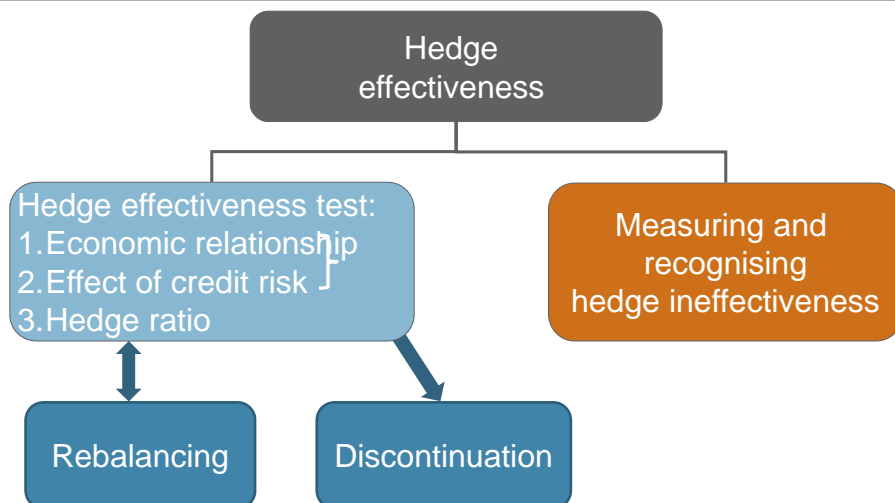 Hedge
effectiveness
Hedge effectiveness test:
1.Economic relationship
2.Effect of credit risk
3.Hedge ratio
Measuring and
recognising
hedge ineffectiveness
Rebalancing
Discontinuation